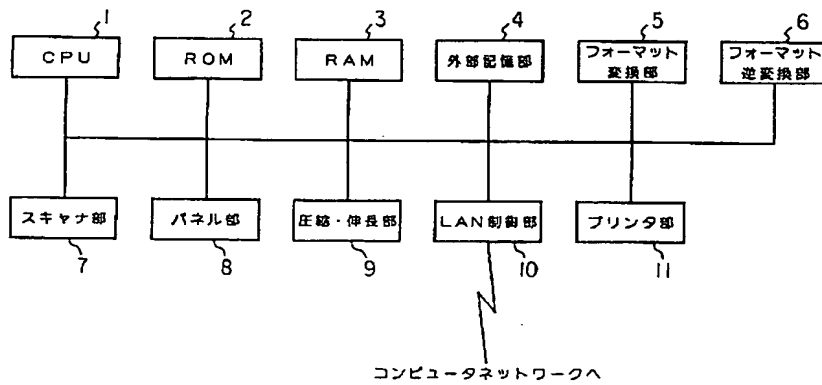 1
2
3
4
5
6
CPU
ROM
RAM
外部記憶部
フォーマット
変換部
フォーマット
逆変換部
スキャナ部
パネル部
圧縮・伸長部
LAN制御部
プリンタ部
7
8
9
10
11
コンピュータネットワークへ